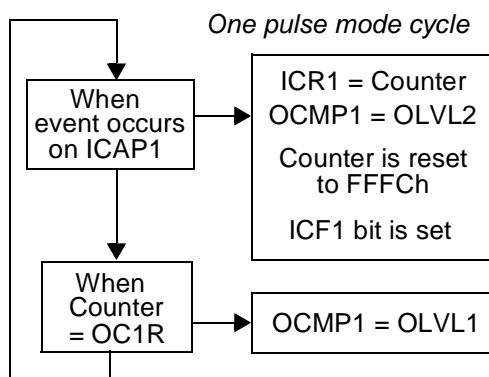 One pulse mode cycle
When
event occurs
on ICAP1
ICR1 = Counter
OCMP1 = OLVL2
Counter is reset
to FFFCh
ICF1 bit is set
When
Counter
= OC1R
OCMP1 = OLVL1